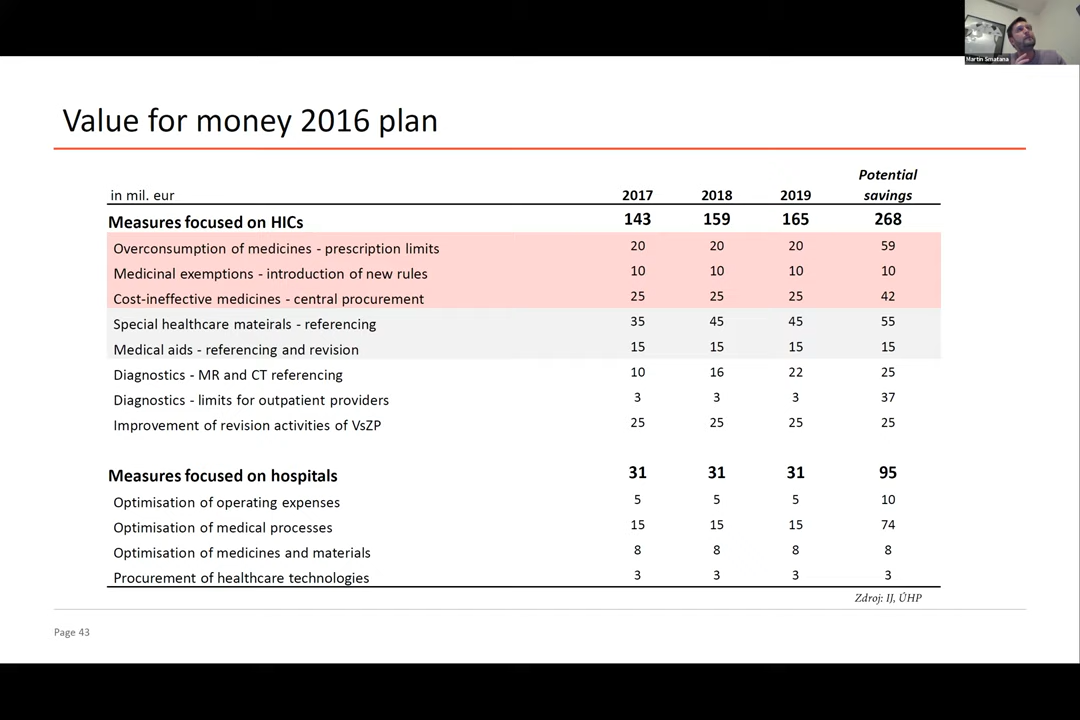 Martin Smatana
Value for money 2016 plan
in mil. eur 2017 2018 2019 Potential savings
Measures focused on HICs 143 159 165 268
Overconsumption of medicines - prescription limits 20 20 20 59
Medicinal exemptions - introduction of new rules 10 10 10 10
Cost-ineffective medicines - central procurement 25 25 25 42
Special healthcare mateirals - referencing 35 45 45 55
Medical aids - referencing and revision 15 15 15 15
Diagnostics - MR and CT referencing 10 16 22 25
Diagnostics - limits for outpatient providers 3 3 3 37
Improvement of revision activities of VsZP 25 25 25 25
Measures focused on hospitals 31 31 31 95
Optimisation of operating expenses 5 5 5 10
Optimisation of medical processes 15 15 15 74
Optimisation of medicines and materials 8 8 8 8
Procurement of healthcare technologies 3 3 3 3
Zdroj: IJ, ÚHP
Page 43